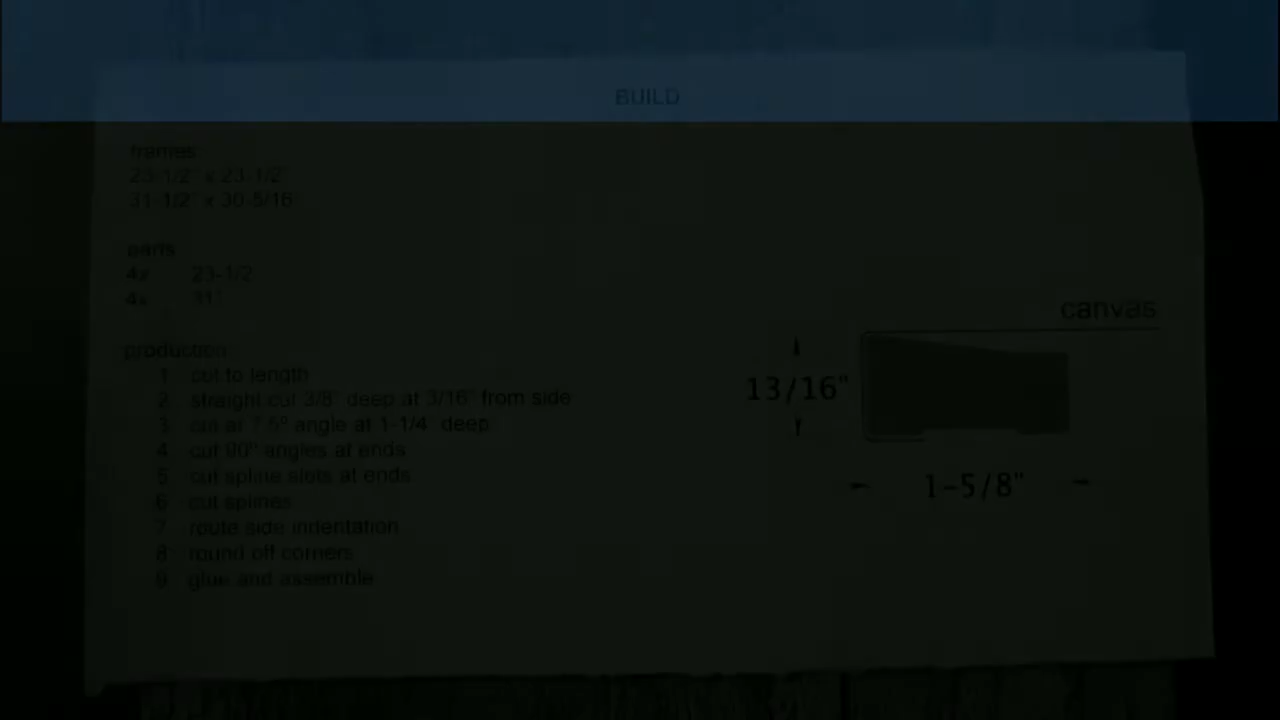 BUILD
frames
23-1/2" x 23-1/2"
31-1/2" x 30-5/16"
parts
4x 23-1/2
4x 31"
production
1 cut to length
2 straight cut 3/8" deep at 3/16" from side
3 cut at 7.5° angle at 1-1/4" deep
4 cut 90° angles at ends
5 cut spline slots at ends
6 cut splines
7 route side indentation
8 round off corners
9 glue and assemble
canvas
13/16"
1-5/8"